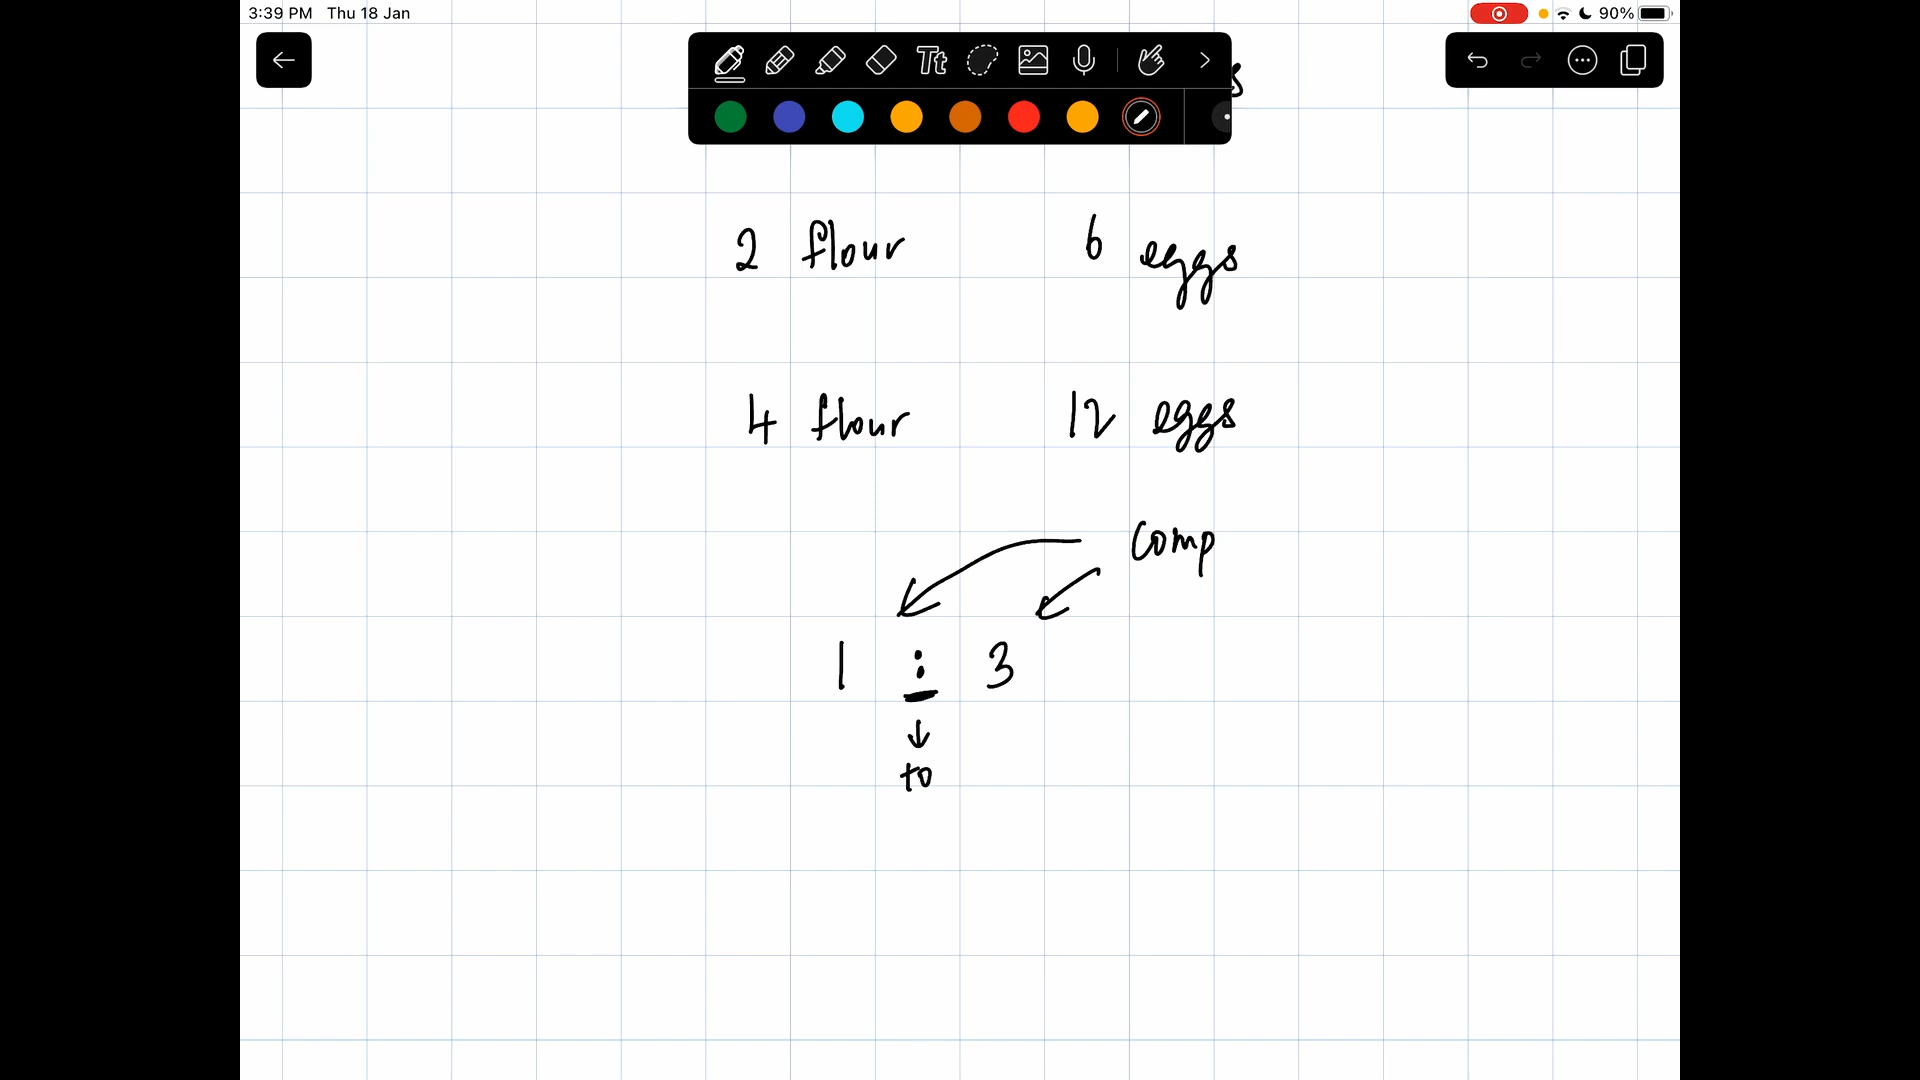 3:39 PM Thu 18 Jan 90%
Tt
s
2 flour 6 eggs
4 flour 12 eggs
comp
1 : 3
to